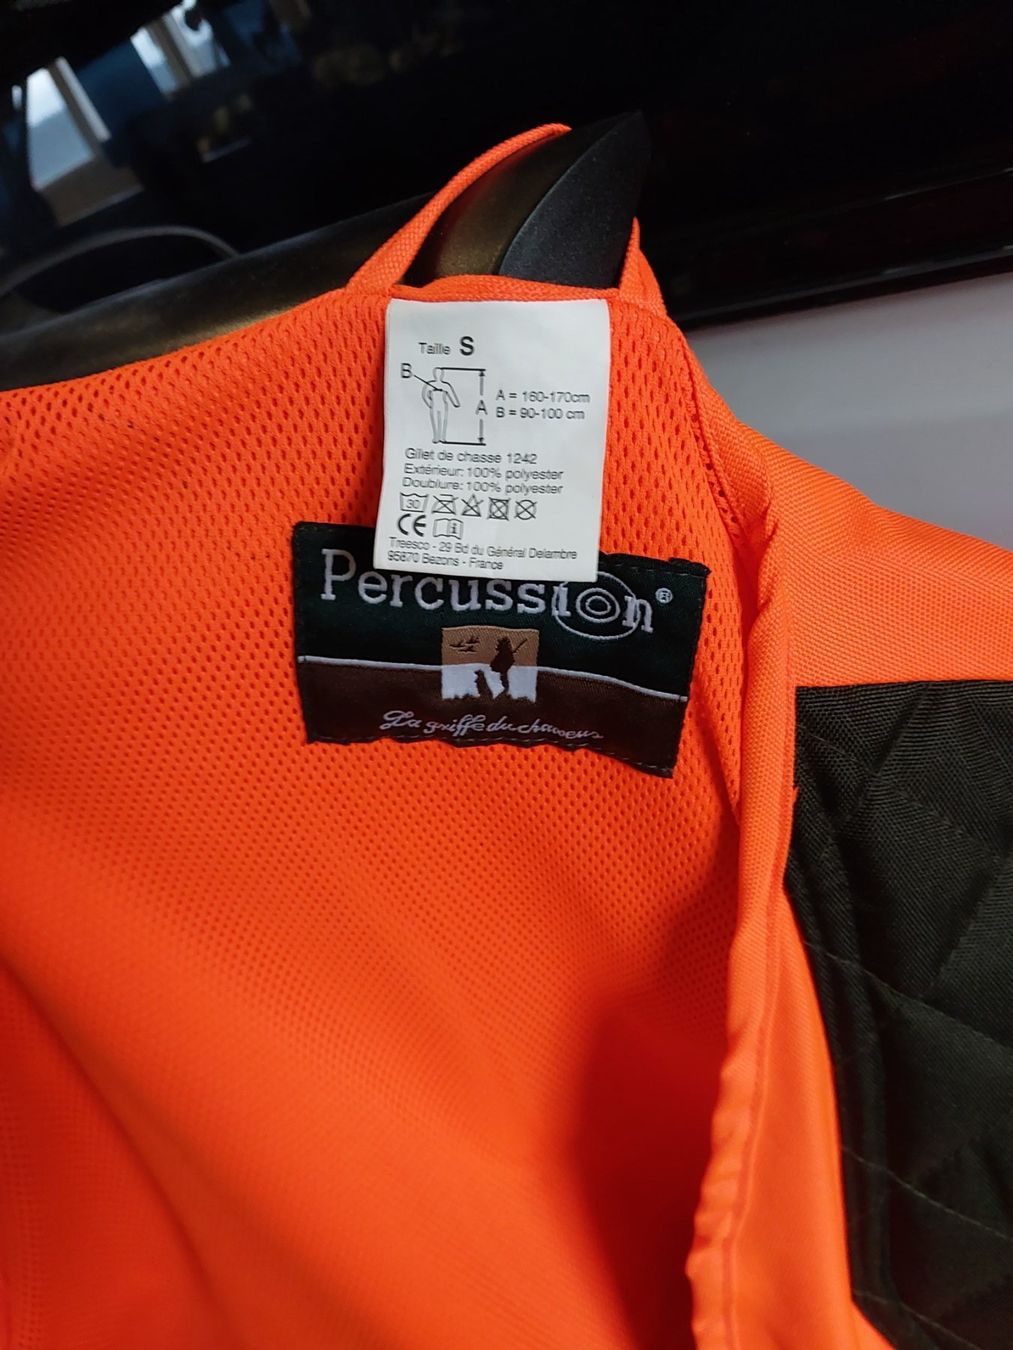 Taille S
B
A
A = 160-170cm
B = 90-100 cm
Gilet de chasse 1242
Extérieur: 100% polyester
Doublure: 100% polyester
30
CE
Treesco - 29 Bd du Général Delambre
95870 Bezons - France
Percussion®
La griffe du chasseur